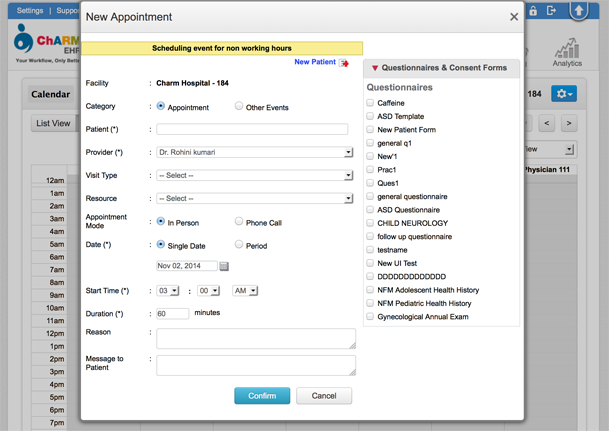 Settings | Suppor
New Appointment
ChARM
EHR
Your Workflow, Only Bette
Analytics
Scheduling event for non working hours
New Patient
Calendar
184
List View
< >
iew
Physician 111
Facility : Charm Hospital - 184
Category : Appointment Other Events
Patient (*) :
Provider (*) : Dr. Rohini kumari
Visit Type : -- Select --
Resource : -- Select --
Appointment Mode : In Person Phone Call
Date (*) : Single Date Period
Nov 02, 2014
Start Time (*) : 03 : 00 AM
Duration (*) : 60 minutes
Reason :
Message to Patient :
Confirm Cancel
Questionnaires & Consent Forms
Questionnaires
Caffeine
ASD Template
New Patient Form
general q1
New'1
Prac1
Ques1
general questionnaire
ASD Questionnaire
CHILD NEUROLOGY
follow up questionnaire
testname
New UI Test
DDDDDDDDDDDDD
NFM Adolescent Health History
NFM Pediatric Health History
Gynecological Annual Exam
12am
1am
2am
3am
4am
5am
6am
7am
8am
9am
10am
11am
12pm
1pm
2pm
3pm
4pm
5pm
6pm
7pm